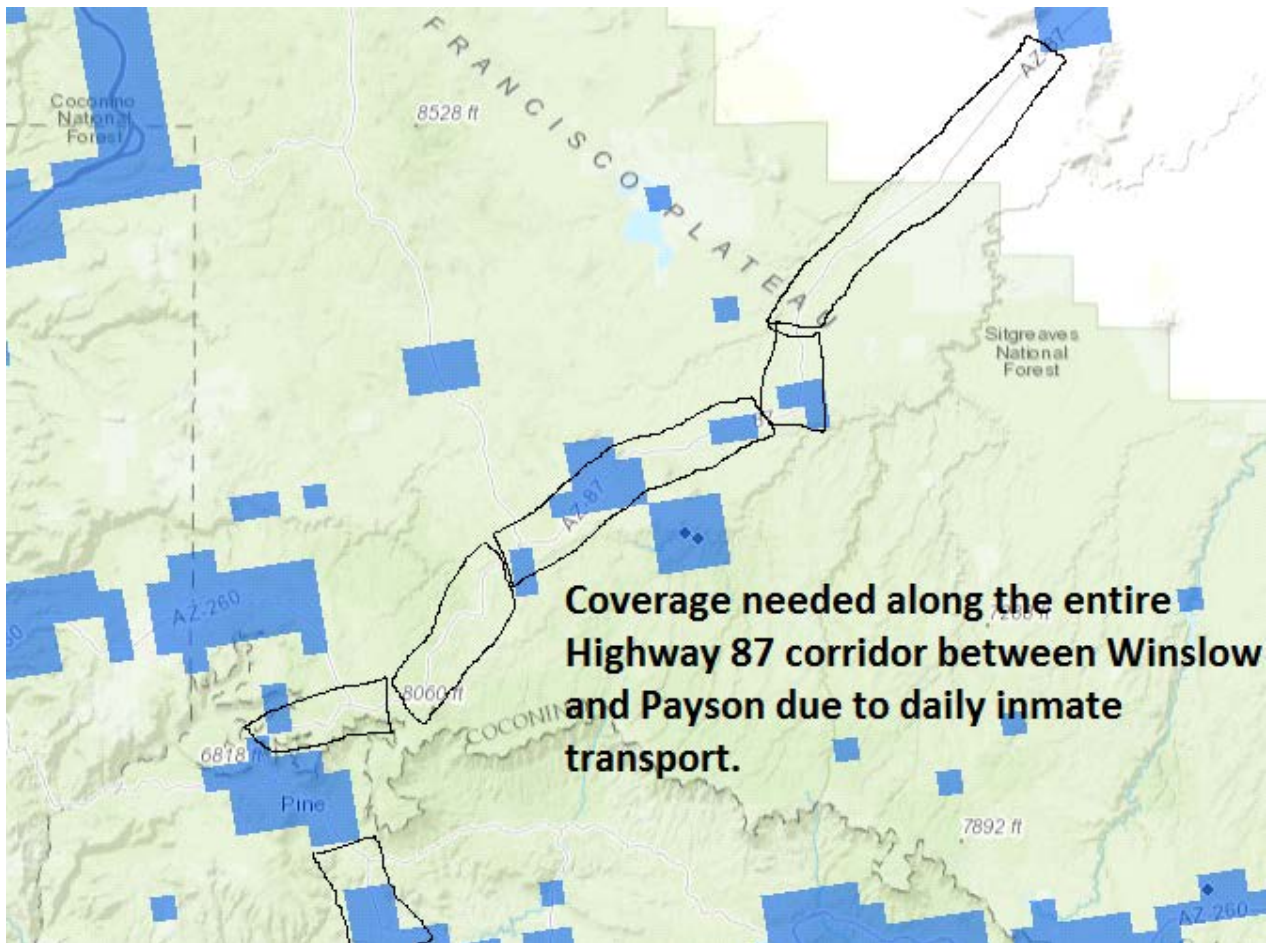 AZ-87
Coconino
National
Forest
8528 ft
FRANCISCO PLATEAU
Sitgreaves
National
Forest
AZ-87
AZ-260
Coverage needed along the entire
Highway 87 corridor between Winslow
and Payson due to daily inmate
transport.
8060 ft
COCONINO
6818 ft
Pine
7892 ft
AZ-260